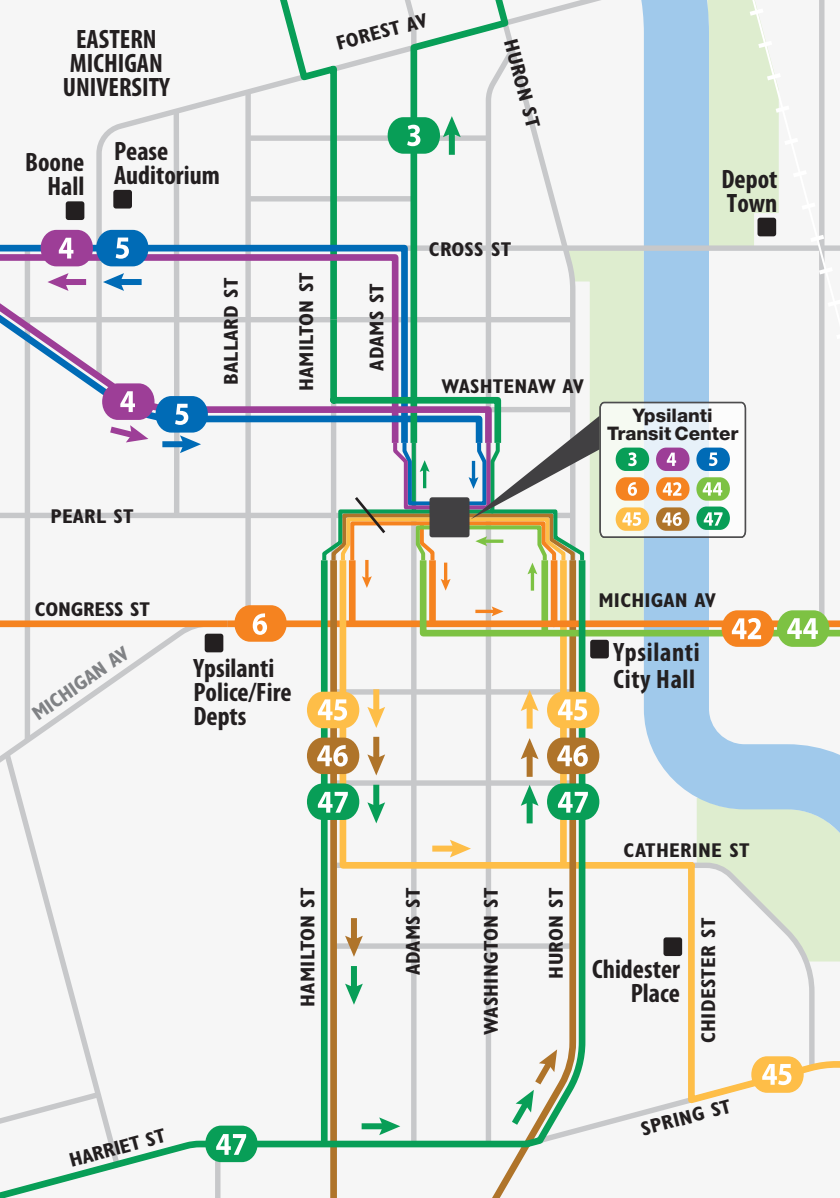 FOREST AV
EASTERN
MICHIGAN
UNIVERSITY
HURON ST
3
Boone
Hall
Pease
Auditorium
Depot
Town
4
5
CROSS ST
BALLARD ST
HAMILTON ST
ADAMS ST
WASHTENAW AV
4
5
Ypsilanti
Transit Center
3 4 5
6 42 44
45 46 47
PEARL ST
CONGRESS ST
6
MICHIGAN AV
42
44
MICHIGAN AV
Ypsilanti
Police/Fire
Depts
Ypsilanti
City Hall
45
45
46
46
47
47
CATHERINE ST
HAMILTON ST
ADAMS ST
WASHINGTON ST
HURON ST
Chidester
Place
CHIDESTER ST
45
SPRING ST
HARRIET ST
47